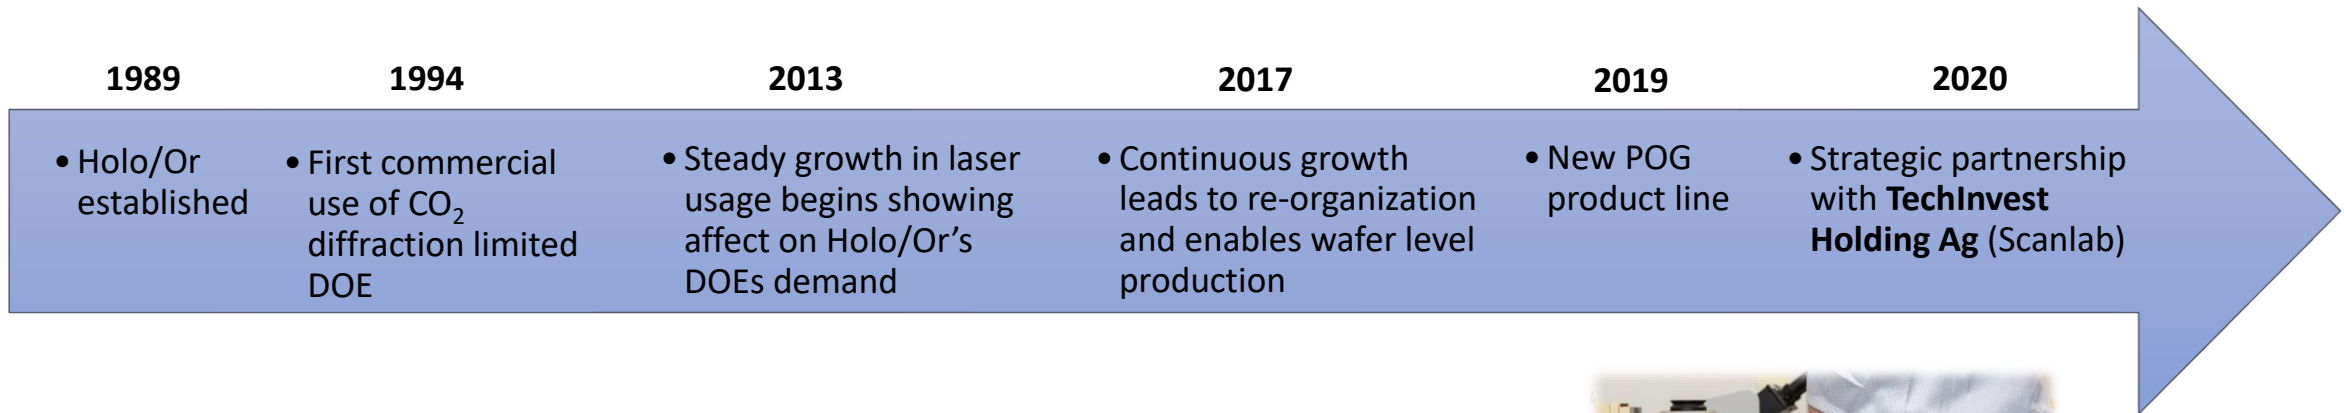 1989
• Holo/Or
established
1994
• First commercial
use of CO₂
diffraction limited
DOE
2013
• Steady growth in laser
usage begins showing
affect on Holo/Or’s
DOEs demand
2017
• Continuous growth
leads to re-organization
and enables wafer level
production
2019
• New POG
product line
2020
• Strategic partnership
with TechInvest
Holding Ag (Scanlab)